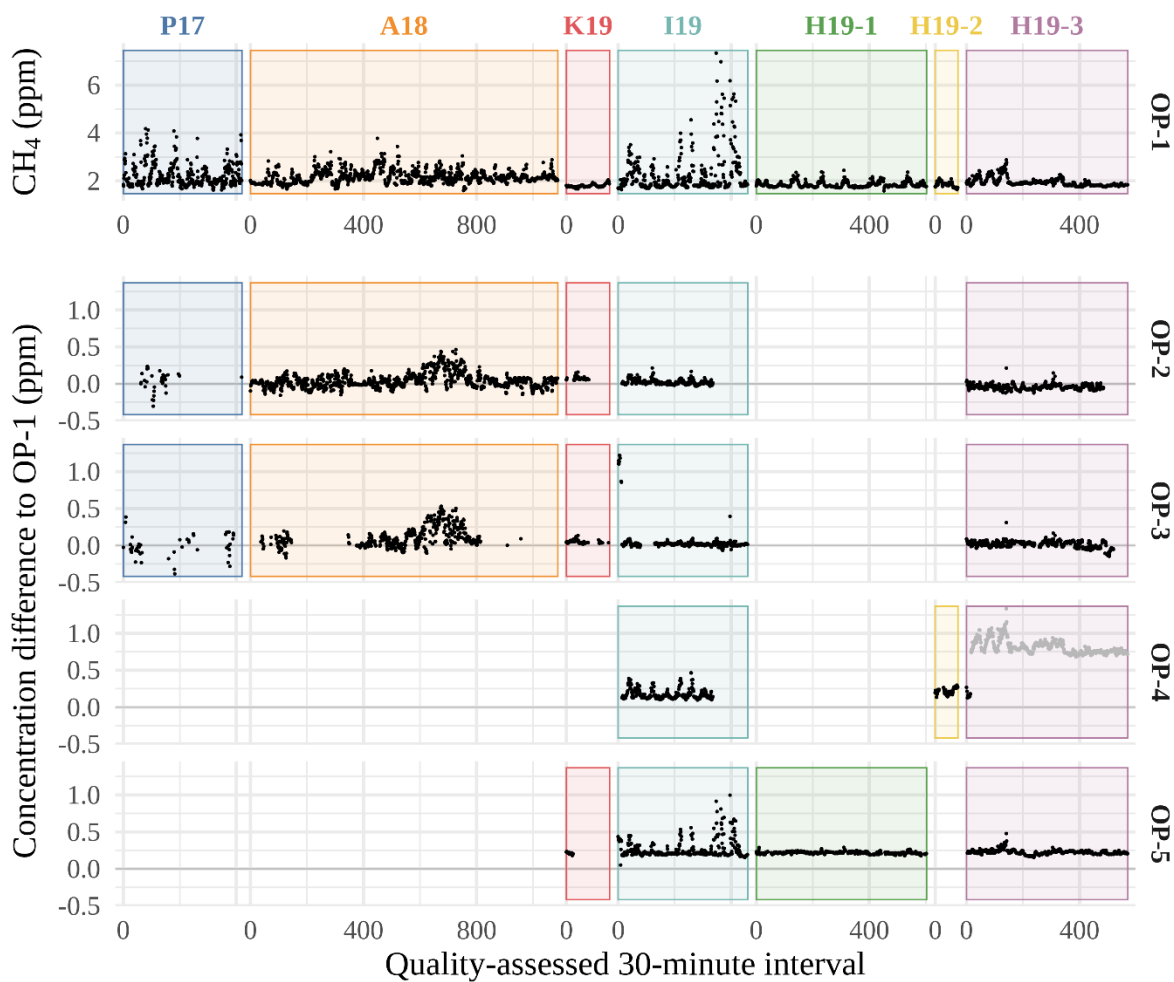 P17 A18 K19 I19 H19-1 H19-2 H19-3
CH4 (ppm)
6
4
2
OP-1
0 0 400 800 0 0 0 400 0 0 400
Concentration difference to OP-1 (ppm)
1.0
0.5
0.0
-0.5
OP-2
1.0
0.5
0.0
-0.5
OP-3
1.0
0.5
0.0
-0.5
OP-4
1.0
0.5
0.0
-0.5
OP-5
0 0 400 800 0 0 0 400 0 0 400
Quality-assessed 30-minute interval